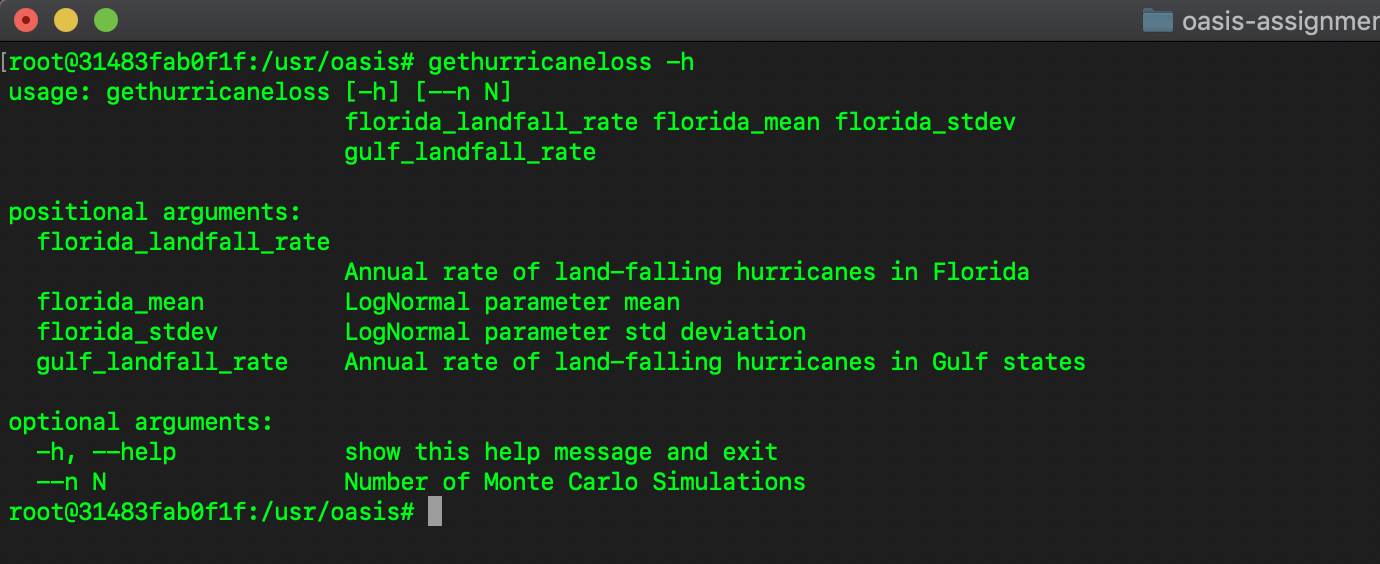 oasis-assignmer
[root@31483fab0f1f:/usr/oasis# gethurricaneloss -h
usage: gethurricaneloss [-h] [--n N]
florida_landfall_rate florida_mean florida_stdev
gulf_landfall_rate
positional arguments:
florida_landfall_rate
Annual rate of land-falling hurricanes in Florida
florida_mean LogNormal parameter mean
florida_stdev LogNormal parameter std deviation
gulf_landfall_rate Annual rate of land-falling hurricanes in Gulf states
optional arguments:
-h, --help show this help message and exit
--n N Number of Monte Carlo Simulations
root@31483fab0f1f:/usr/oasis#